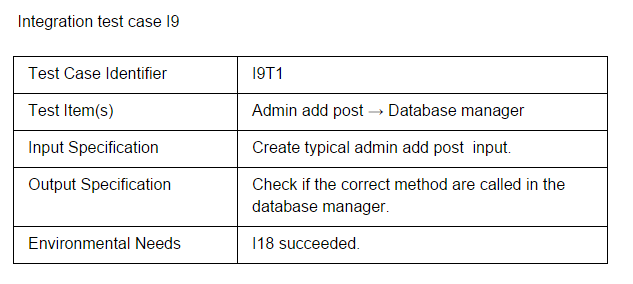 Integration test case I9
Test Case Identifier
I9T1
Test Item(s)
Admin add post → Database manager
Input Specification
Create typical admin add post  input.
Output Specification
Check if the correct method are called in the
database manager.
Environmental Needs
I18 succeeded.